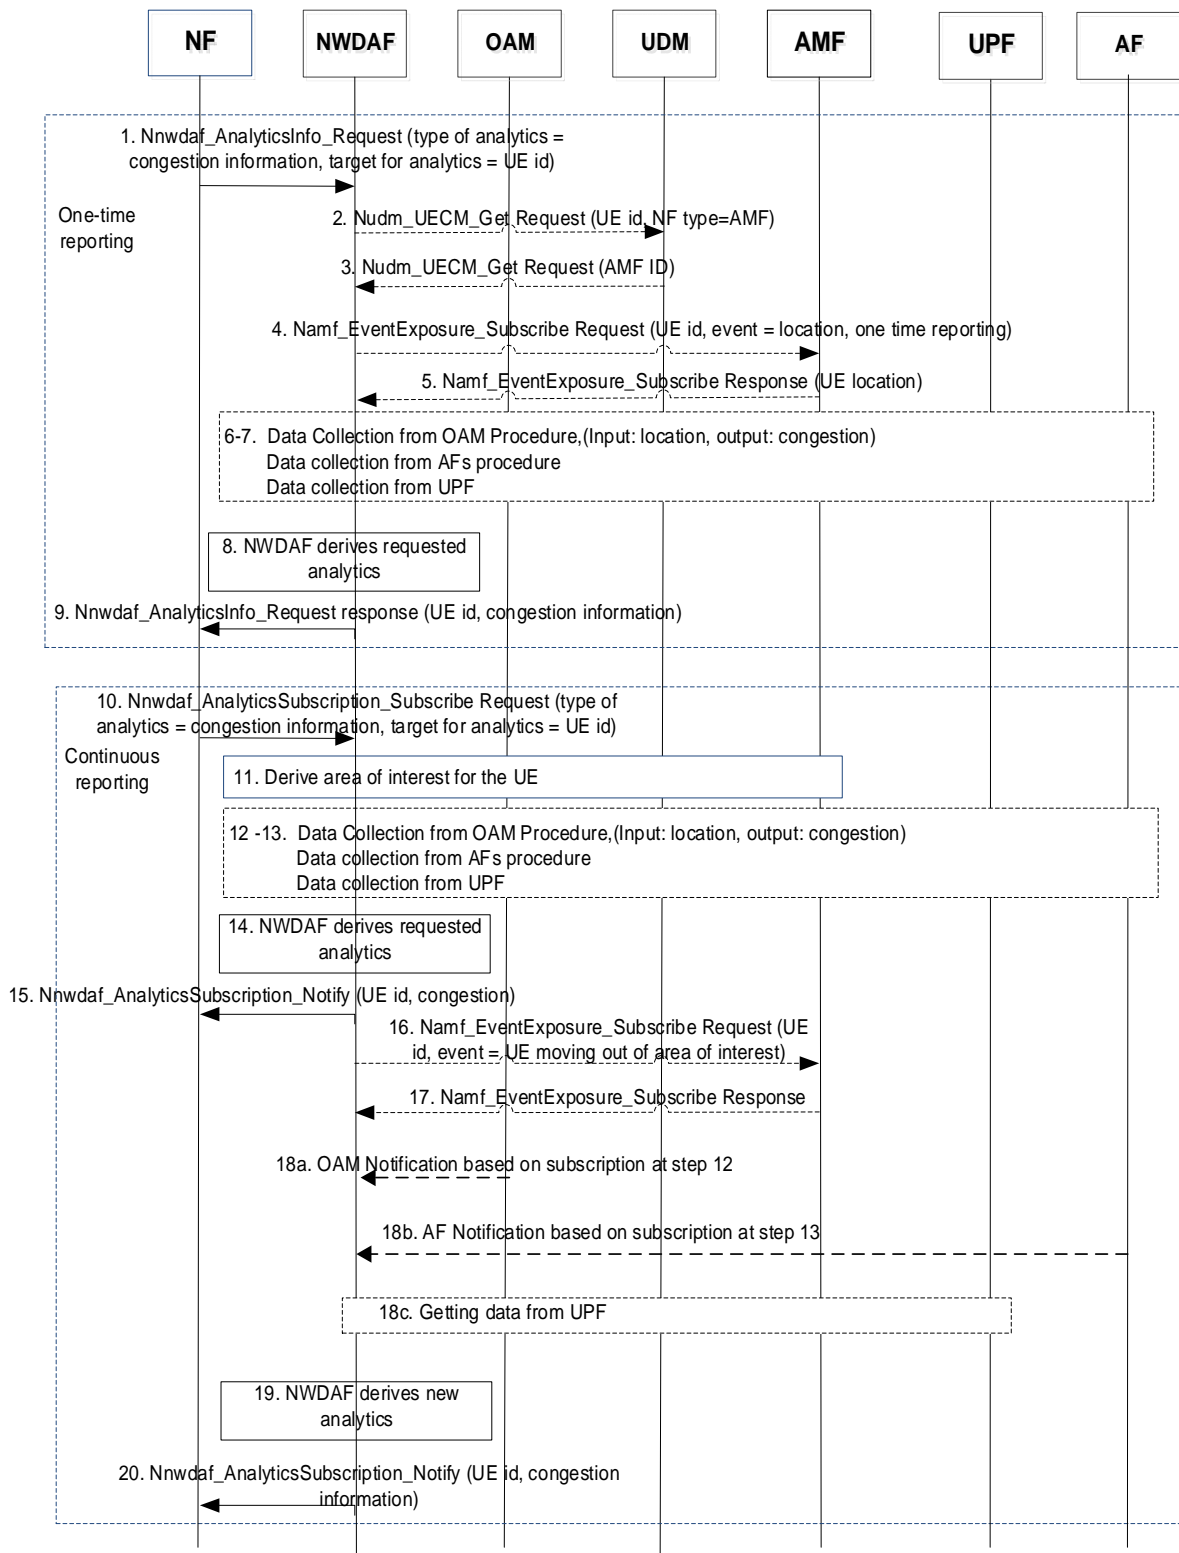 NF
NWDAF
OAM
UDM
AMF
UPF
AF
1. Nnwdaf_AnalyticsInfo_Request (type of analytics =
congestion information, target for analytics = UE id)
One-time
reporting
2. Nudm_UECM_Get Request (UE id, NF type=AMF)
3. Nudm_UECM_Get Request (AMF ID)
4. Namf_EventExposure_Subscribe Request (UE id, event = location, one time reporting)
5. Namf_EventExposure_Subscribe Response (UE location)
6-7. Data Collection from OAM Procedure,(Input: location, output: congestion)
Data collection from AFs procedure
Data collection from UPF
8. NWDAF derives requested
analytics
9. Nnwdaf_AnalyticsInfo_Request response (UE id, congestion information)
10. Nnwdaf_AnalyticsSubscription_Subscribe Request (type of
analytics = congestion information, target for analytics = UE id)
Continuous
reporting
11. Derive area of interest for the UE
12 -13. Data Collection from OAM Procedure,(Input: location, output: congestion)
Data collection from AFs procedure
Data collection from UPF
14. NWDAF derives requested
analytics
15. Nnwdaf_AnalyticsSubscription_Notify (UE id, congestion)
16. Namf_EventExposure_Subscribe Request (UE
id, event = UE moving out of area of interest)
17. Namf_EventExposure_Subscribe Response
18a. OAM Notification based on subscription at step 12
18b. AF Notification based on subscription at step 13
18c. Getting data from UPF
19. NWDAF derives new
analytics
20. Nnwdaf_AnalyticsSubscription_Notify (UE id, congestion
information)